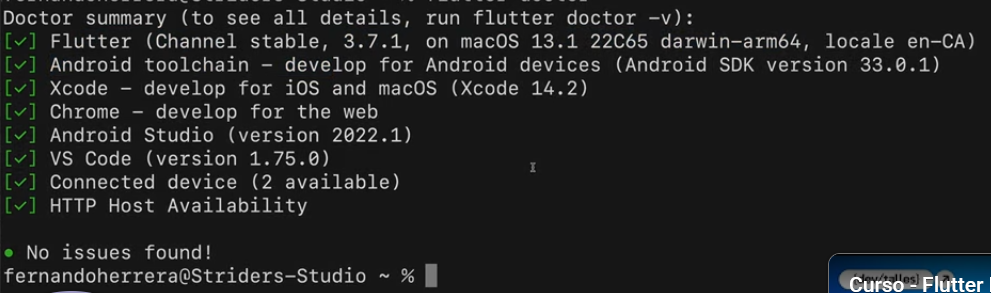 Doctor summary (to see all details, run flutter doctor -v):
[✓] Flutter (Channel stable, 3.7.1, on macOS 13.1 22C65 darwin-arm64, locale en-CA)
[✓] Android toolchain - develop for Android devices (Android SDK version 33.0.1)
[✓] Xcode - develop for iOS and macOS (Xcode 14.2)
[✓] Chrome - develop for the web
[✓] Android Studio (version 2022.1)
[✓] VS Code (version 1.75.0)
[✓] Connected device (2 available)
[✓] HTTP Host Availability
• No issues found!
fernandoherrera@Striders-Studio ~ %
Curso - Flutter